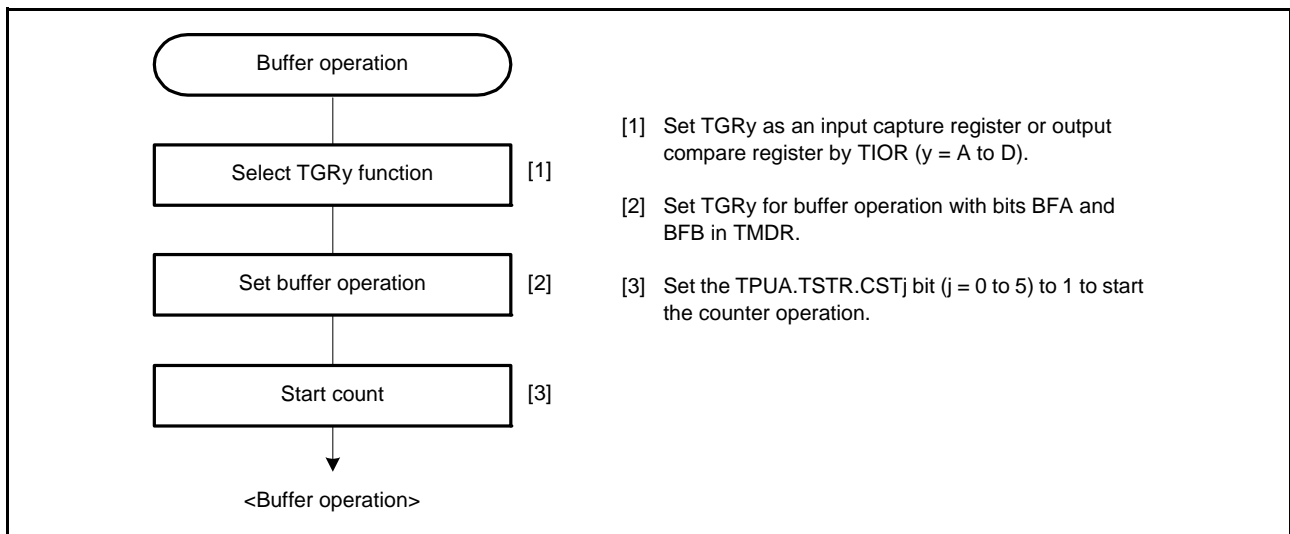 Buffer operation
Select TGRy function
[1]
Set buffer operation
[2]
Start count
[3]
<Buffer operation>
[1] Set TGRy as an input capture register or output
compare register by TIOR (y = A to D).
[2] Set TGRy for buffer operation with bits BFA and
BFB in TMDR.
[3] Set the TPUA.TSTR.CSTj bit (j = 0 to 5) to 1 to start
the counter operation.